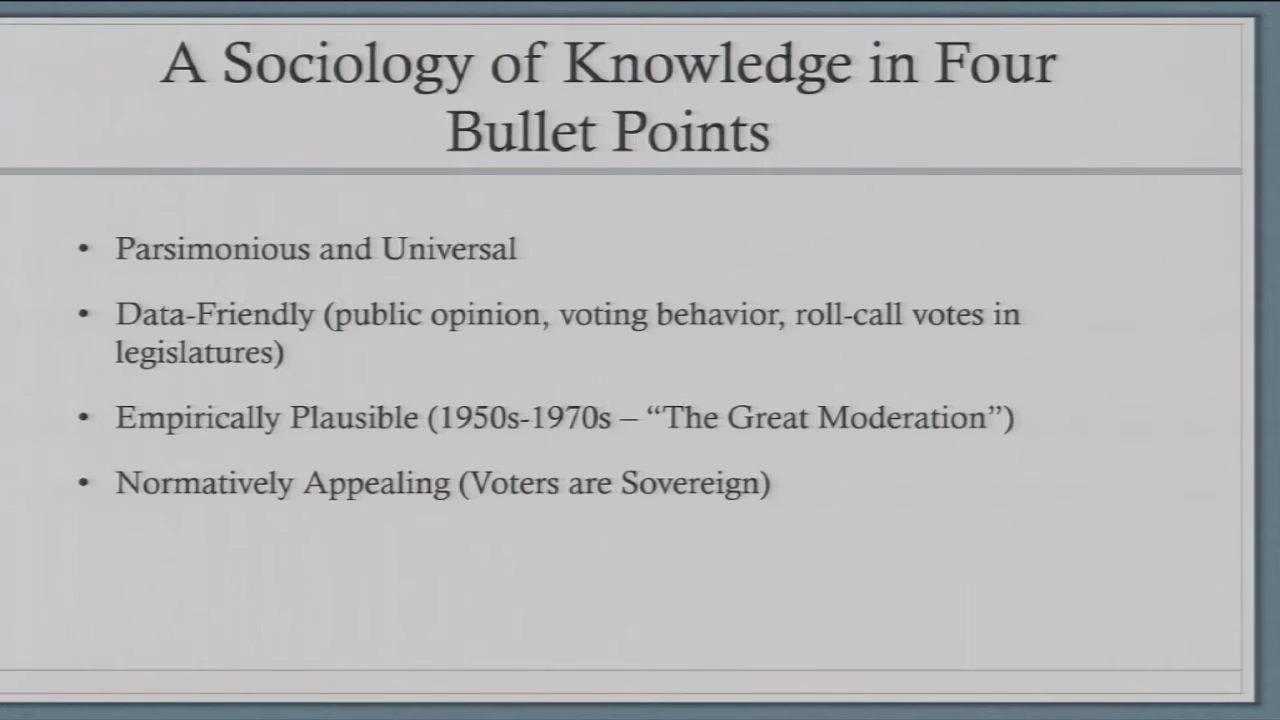 A Sociology of Knowledge in Four
Bullet Points
• Parsimonious and Universal
• Data-Friendly (public opinion, voting behavior, roll-call votes in
legislatures)
• Empirically Plausible (1950s-1970s – “The Great Moderation”)
• Normatively Appealing (Voters are Sovereign)